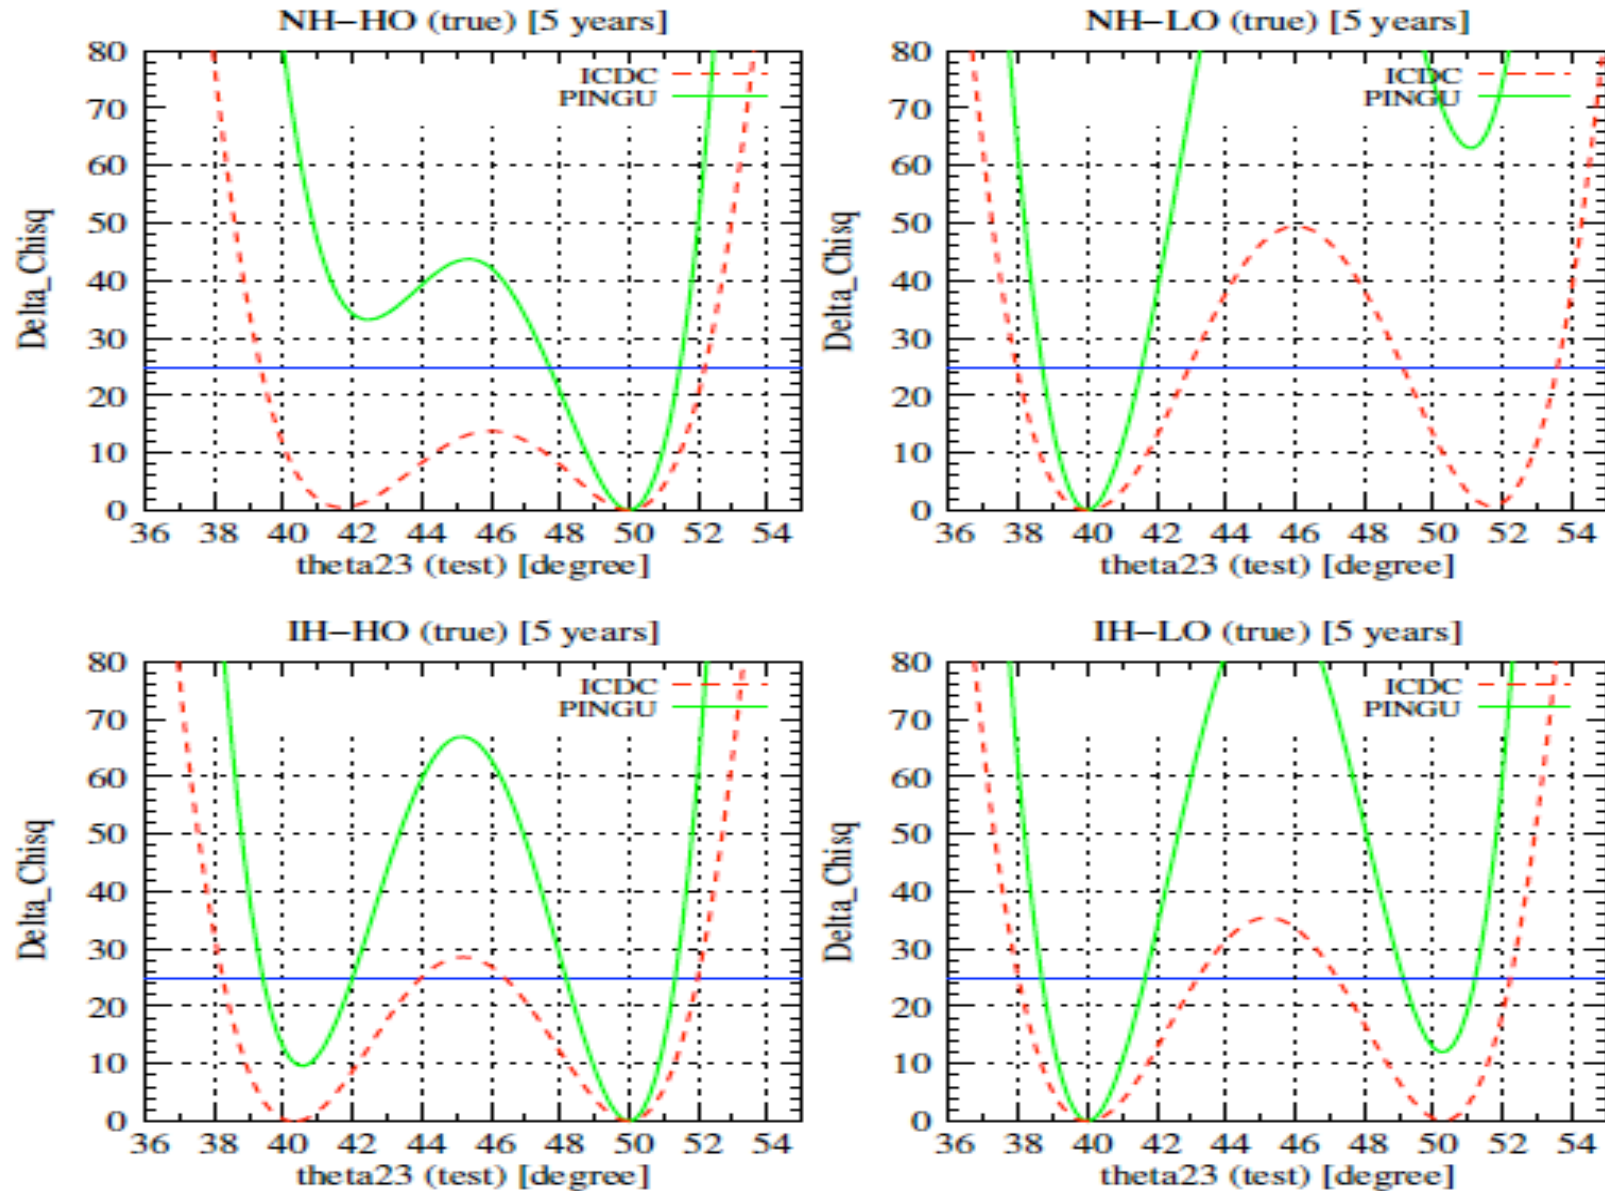 NH−HO (true) [5 years]
80
70
60
50
40
30
20
10
0
Delta_Chisq
ICDC
PINGU
36 38 40 42 44 46 48 50 52 54
theta23 (test) [degree]
NH−LO (true) [5 years]
80
70
60
50
40
30
20
10
0
Delta_Chisq
ICDC
PINGU
36 38 40 42 44 46 48 50 52 54
theta23 (test) [degree]
IH−HO (true) [5 years]
80
70
60
50
40
30
20
10
0
Delta_Chisq
ICDC
PINGU
36 38 40 42 44 46 48 50 52 54
theta23 (test) [degree]
IH−LO (true) [5 years]
80
70
60
50
40
30
20
10
0
Delta_Chisq
ICDC
PINGU
36 38 40 42 44 46 48 50 52 54
theta23 (test) [degree]